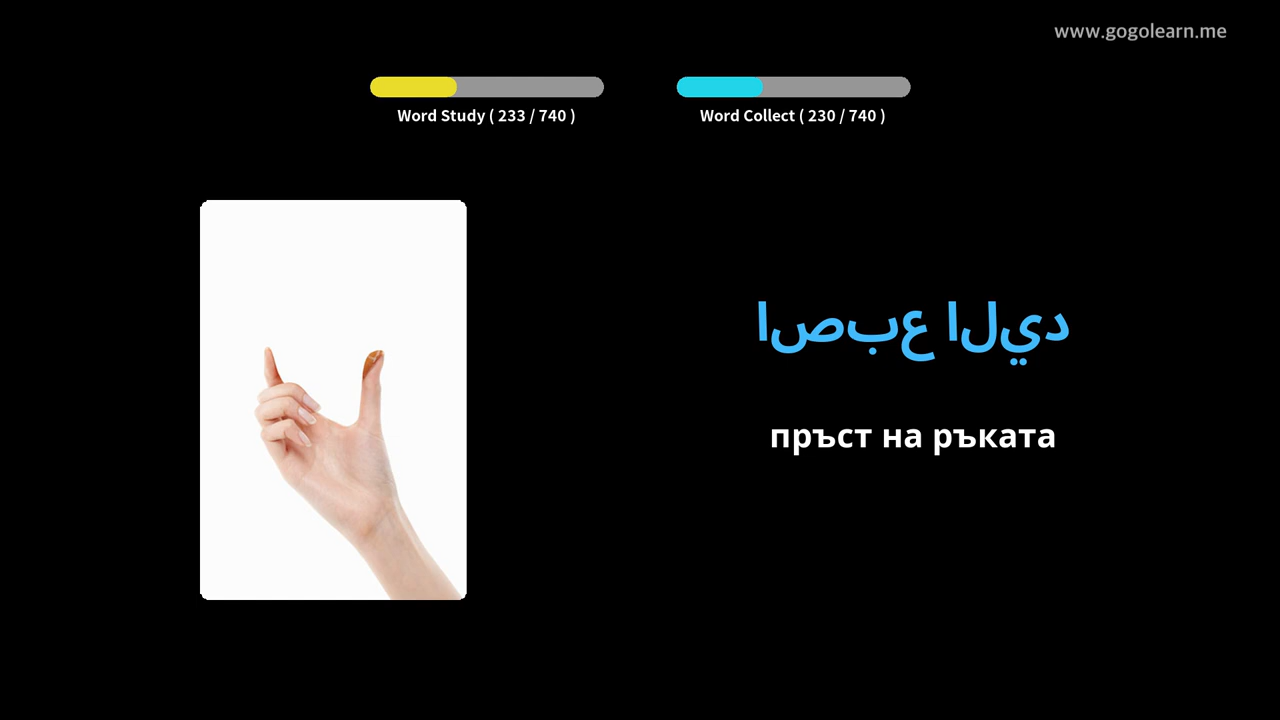 www.gogolearn.me
Word Study ( 233 / 740 )
Word Collect ( 230 / 740 )
اصبع اليد
пръст на ръката